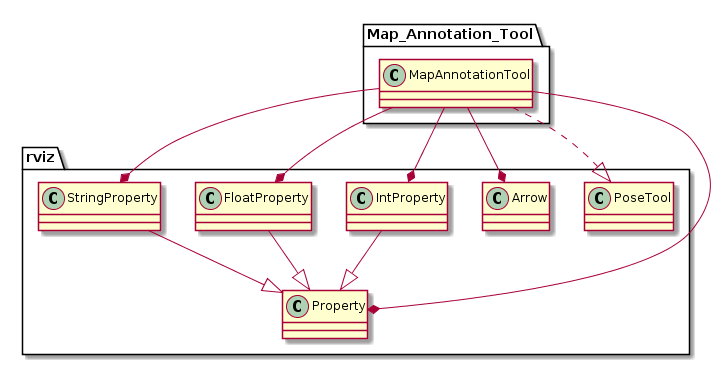 Map_Annotation_Tool
C MapAnnotationTool
rviz
C StringProperty
C FloatProperty
C IntProperty
C Arrow
C PoseTool
C Property